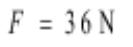 F = 36 N